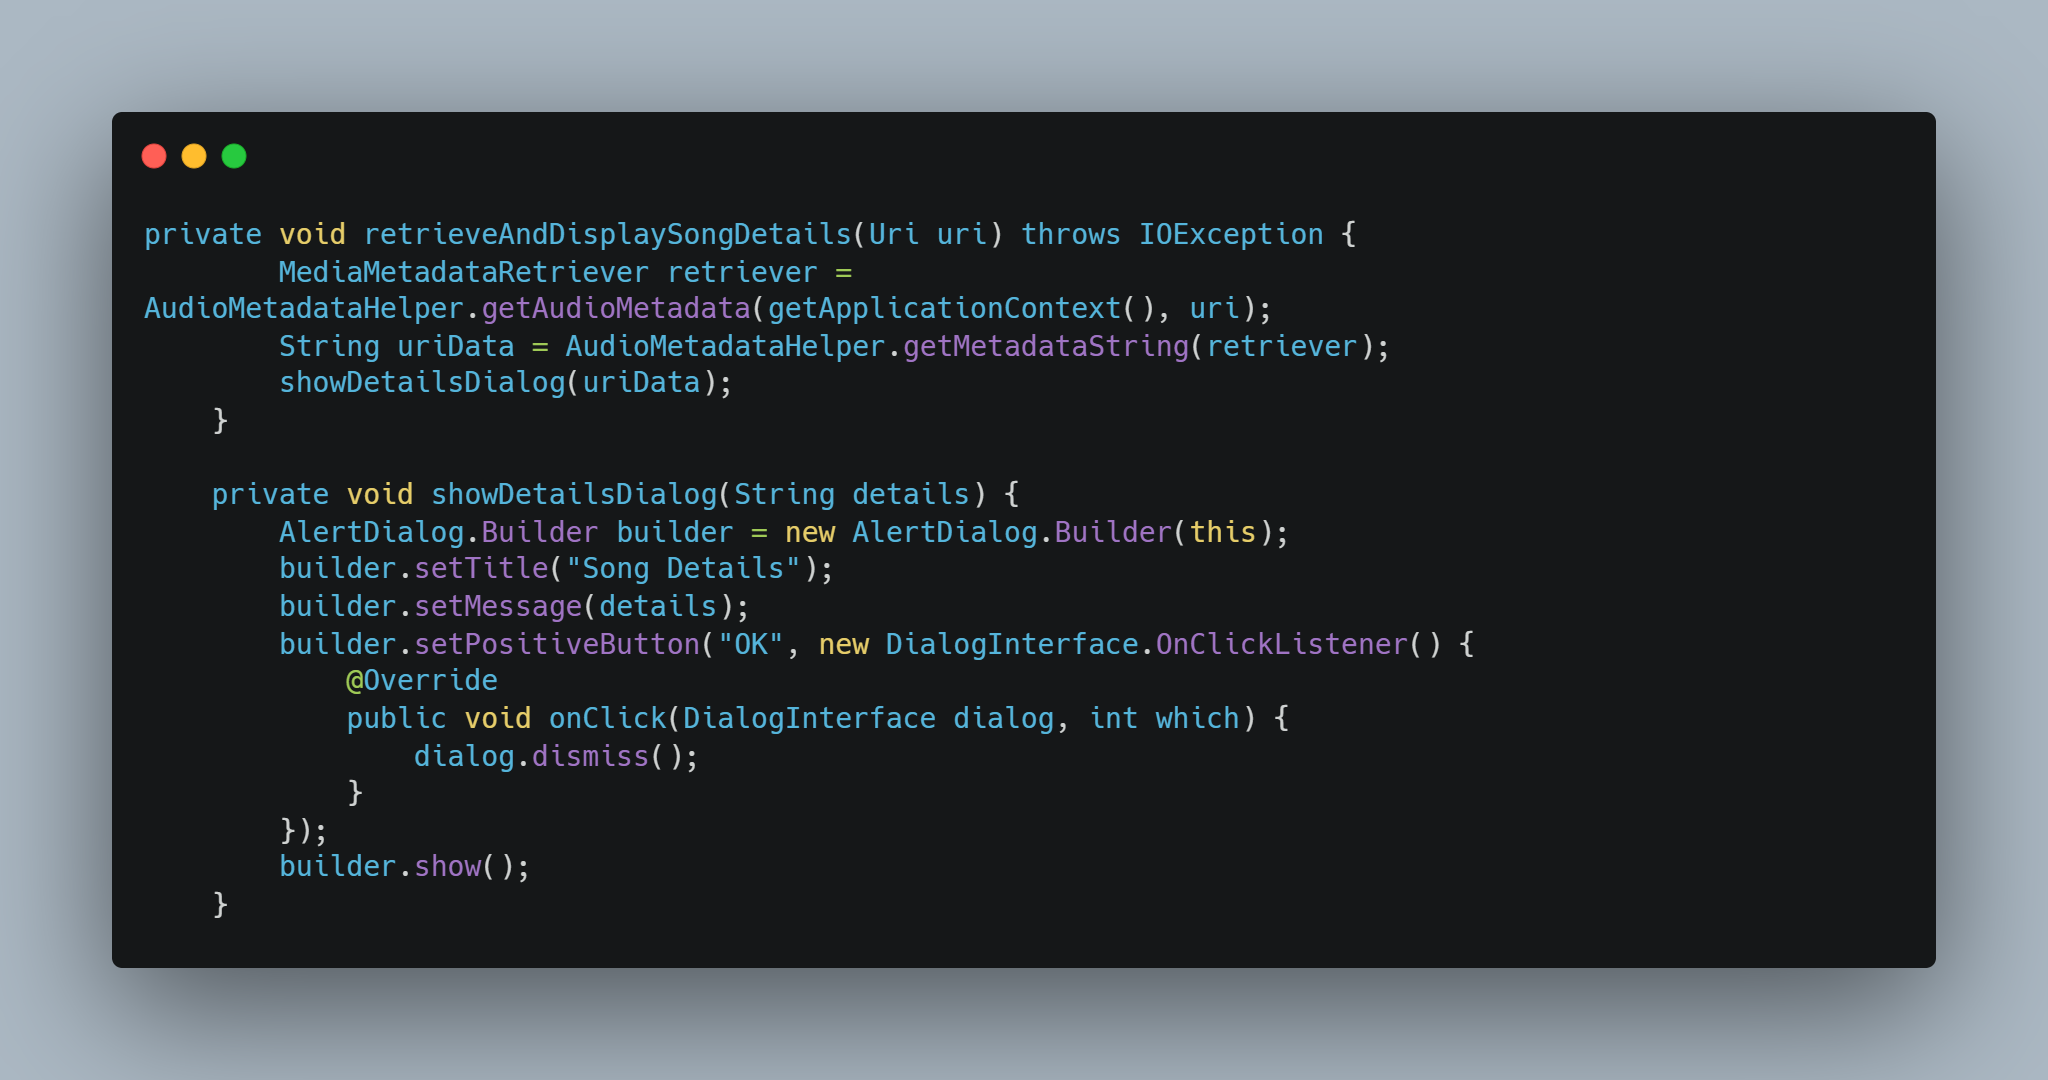 private void retrieveAndDisplaySongDetails(Uri uri) throws IOException {
        MediaMetadataRetriever retriever =
AudioMetadataHelper.getAudioMetadata(getApplicationContext(), uri);
        String uriData = AudioMetadataHelper.getMetadataString(retriever);
        showDetailsDialog(uriData);
    }

    private void showDetailsDialog(String details) {
        AlertDialog.Builder builder = new AlertDialog.Builder(this);
        builder.setTitle("Song Details");
        builder.setMessage(details);
        builder.setPositiveButton("OK", new DialogInterface.OnClickListener() {
            @Override
            public void onClick(DialogInterface dialog, int which) {
                dialog.dismiss();
            }
        });
        builder.show();
    }